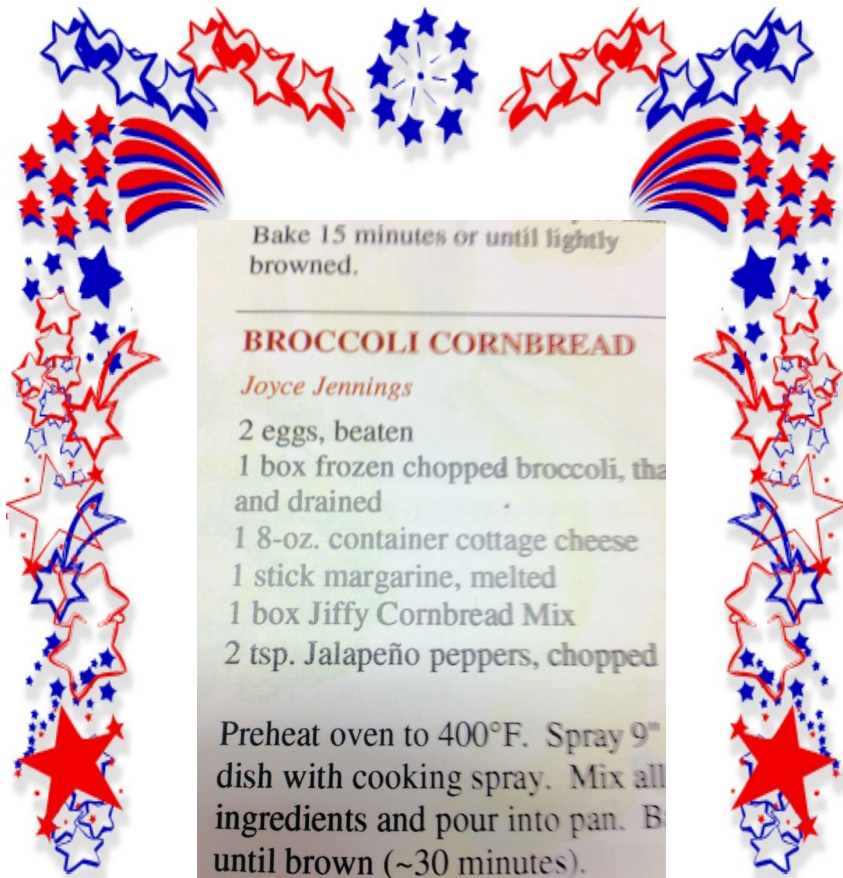 Bake 15 minutes or until lightly
browned.
BROCCOLI CORNBREAD
Joyce Jennings
2 eggs, beaten
1 box frozen chopped broccoli, tha
and drained
1 8-oz. container cottage cheese
1 stick margarine, melted
1 box Jiffy Cornbread Mix
2 tsp. Jalapeño peppers, chopped
Preheat oven to 400°F. Spray 9"
dish with cooking spray. Mix all
ingredients and pour into pan. B
until brown (~30 minutes).